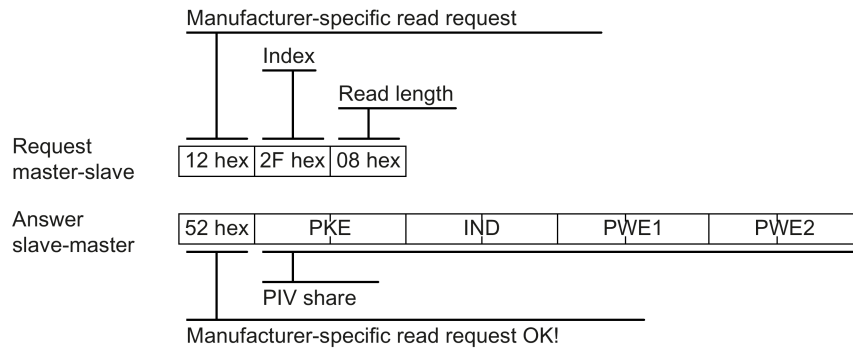 Manufacturer-specific read request
Index
Read length
Request
master-slave
12 hex 2F hex 08 hex
Answer
slave-master
52 hex PKE IND PWE1 PWE2
PIV share
Manufacturer-specific read request OK!